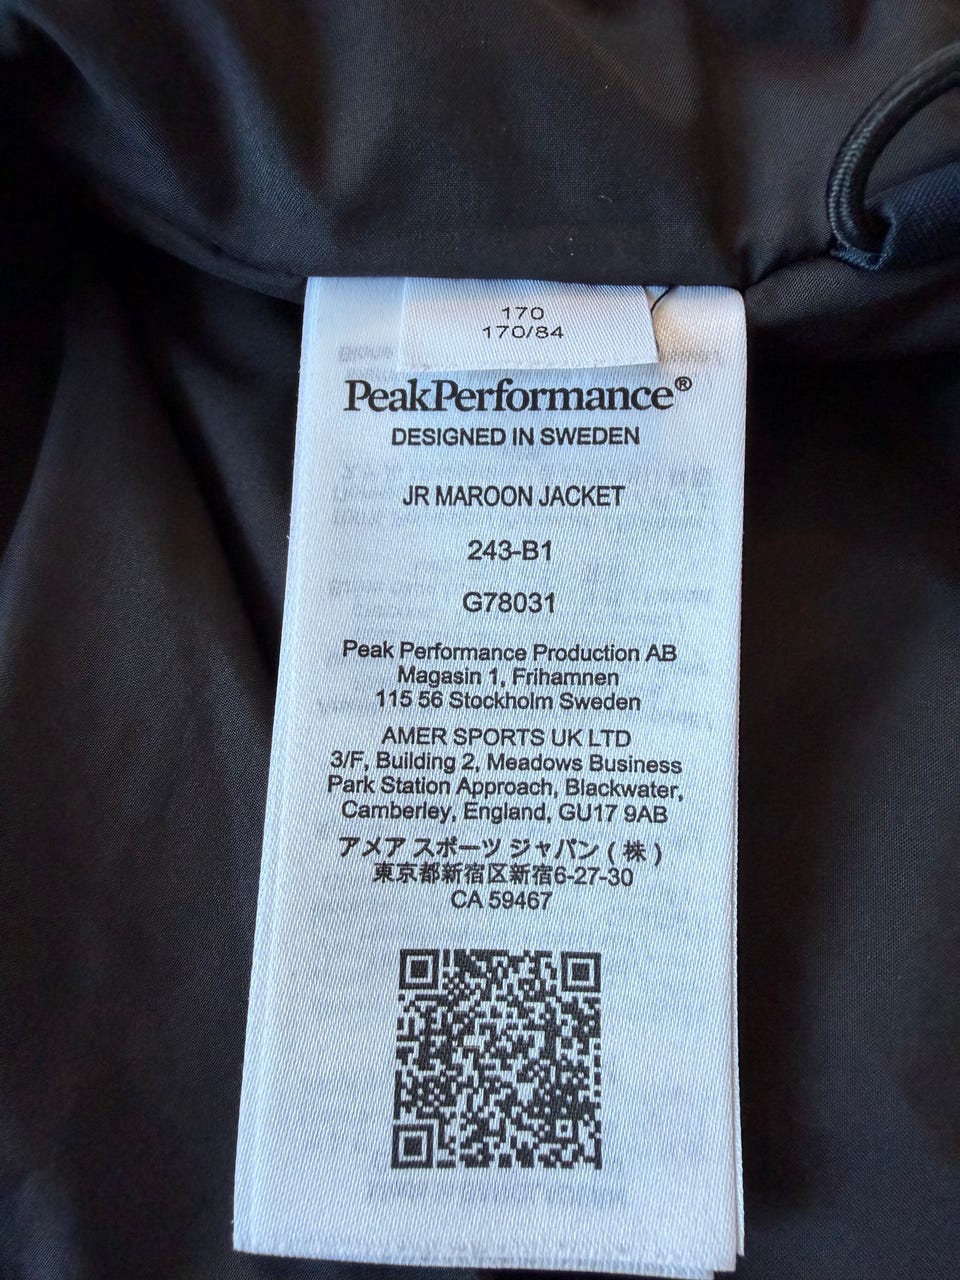 170
170/84
PeakPerformance®
DESIGNED IN SWEDEN
JR MAROON JACKET
243-B1
G78031
Peak Performance Production AB
Magasin 1, Frihamnen
115 56 Stockholm Sweden
AMER SPORTS UK LTD
3/F, Building 2, Meadows Business
Park Station Approach, Blackwater,
Camberley, England, GU17 9AB
アメア スポーツ ジャパン ( 株 )
東京都新宿区新宿6-27-30
CA 59467